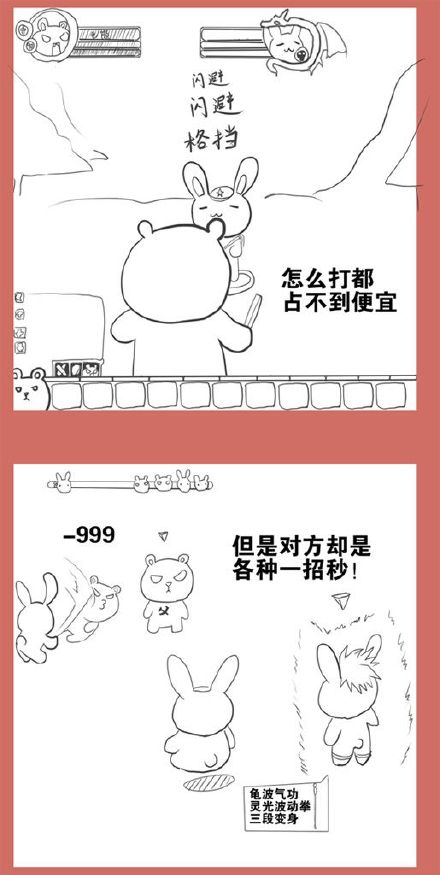 闪避
闪避
格挡
怎么打都
占不到便宜
-999
但是对方却是
各种一招秒！
龟波气功
灵光波动拳
三段变身